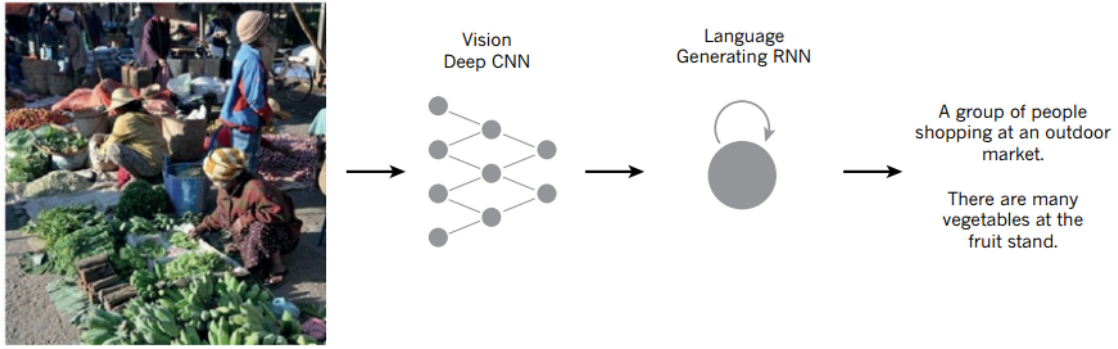 Vision
Deep CNN
Language
Generating RNN
A group of people
shopping at an outdoor
market.
There are many
vegetables at the
fruit stand.